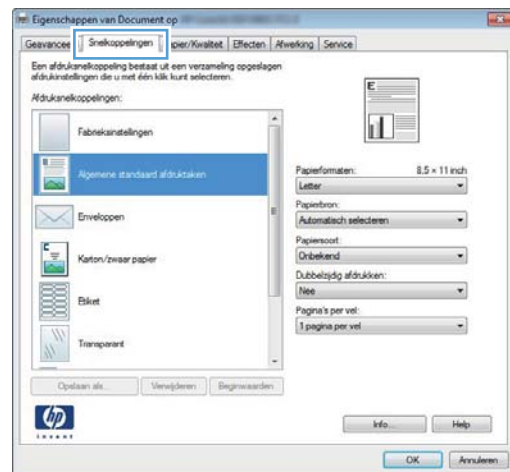 Eigenschappen van Document op
Geavancee Snelkoppelingen apier/Kwaliteit Effecten Afwerking Service
Een afdruksnelkoppeling bestaat uit een verzameling opgeslagen
afdrukinstellingen die u met één klik kunt selecteren.
Afdruksnelkoppelingen:
Fabrieksinstellingen
Algemene standaard afdruktaken
Enveloppen
Karton/zwaar papier
Etiket
Transparant
E
Papierformaten: 8.5 × 11 inch
Letter
Papierbron:
Automatisch selecteren
Papiersoort:
Onbekend
Dubbelzijdig afdrukken:
Nee
Pagina's per vel:
1 pagina per vel
Opslaan als... Verwijderen Beginwaarden
hp
invent
Info... Help
OK Annuleren